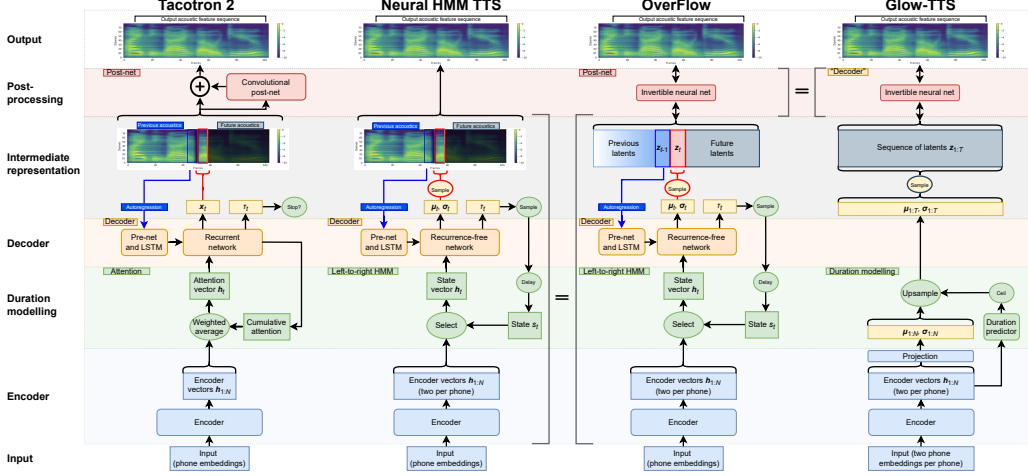 Tacotron 2
Neural HMM TTS
OverFlow
Glow-TTS
Output
Output acoustic feature sequence
Output acoustic feature sequence
Output acoustic feature sequence
Output acoustic feature sequence
Post-
processing
Post-net
Convolutional
post-net
Post-net
Invertible neural net
=
"Decoder"
Invertible neural net
Intermediate
representation
Previous acoustics
Future acoustics
Previous acoustics
Future acoustics
Previous
latents
z_{t-1}
z_t
Future
latents
Sequence of latents z_{1:T}
Sample
Sample
Sample
Autoregression
x_t
τ_t
Stop?
Autoregression
μ_t, σ_t
τ_t
Sample
Autoregression
μ_t, σ_t
τ_t
Sample
μ_{1:T}, σ_{1:T}
Decoder
Decoder
Pre-net
and LSTM
Recurrent
network
Decoder
Pre-net
and LSTM
Recurrence-free
network
Decoder
Pre-net
and LSTM
Recurrence-free
network
Duration
modelling
Attention
Attention
vector h_t
Weighted
average
Cumulative
attention
Left-to-right HMM
State
vector h_t
Delay
Select
State s_t
=
Left-to-right HMM
State
vector h_t
Delay
Select
State s_t
Duration modelling
Upsample
Ceil
μ_{1:N}, σ_{1:N}
Duration
predictor
Projection
Encoder
Encoder
vectors h_{1:N}
Encoder
Encoder vectors h_{1:N}
(two per phone)
Encoder
Encoder vectors h_{1:N}
(two per phone)
Encoder
Encoder vectors h_{1:N}
(two per phone)
Encoder
Input
Input
(phone embeddings)
Input
(phone embeddings)
Input
(phone embeddings)
Input (two phone
embeddings per phone)